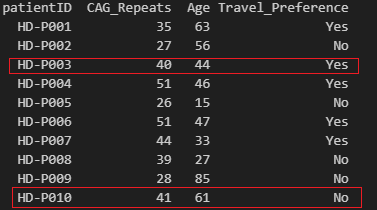 patientID CAG_Repeats Age Travel_Preference
HD-P001 35 63 Yes
HD-P002 27 56 No
HD-P003 40 44 Yes
HD-P004 51 46 Yes
HD-P005 26 15 No
HD-P006 51 47 Yes
HD-P007 44 33 Yes
HD-P008 39 27 No
HD-P009 28 85 No
HD-P010 41 61 No